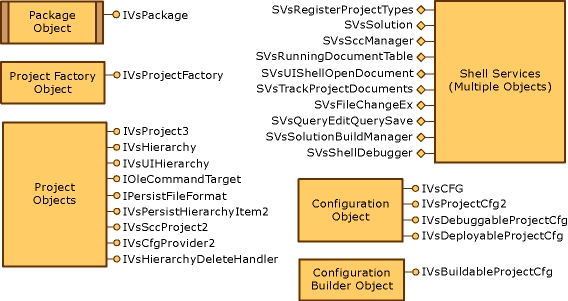 Package
Object
IVsPackage
Project Factory
Object
IVsProjectFactory
Project
Objects
IVsProject3
IVsHierarchy
IVsUIHierarchy
IOleCommandTarget
IPersistFileFormat
IVsPersistHierarchyItem2
IVsSccProject2
IVsCfgProvider2
IVsHierarchyDeleteHandler
SVsRegisterProjectTypes
SVsSolution
SVsSccManager
SVsRunningDocumentTable
SVsUIShellOpenDocument
SVsTrackProjectDocuments
SVsFileChangeEx
SVsQueryEditQuerySave
SVsSolutionBuildManager
SVsShellDebugger
Shell Services
(Multiple Objects)
Configuration
Object
IVsCFG
IVsProjectCfg2
IVsDebuggableProjectCfg
IVsDeployableProjectCfg
Configuration
Builder Object
IVsBuildableProjectCfg